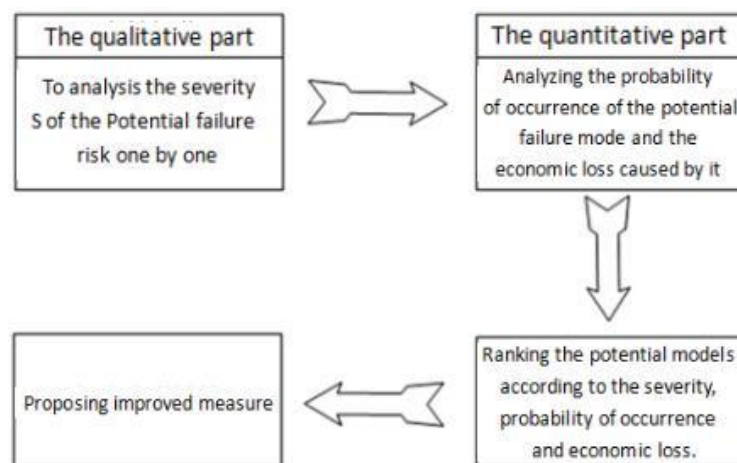 The qualitative part
To analysis the severity
S of the Potential failure
risk one by one
The quantitative part
Analyzing the probability
of occurrence of the potential
failure mode and the
economic loss caused by it
Ranking the potential models
according to the severity,
probability of occurrence
and economic loss.
Proposing improved measure